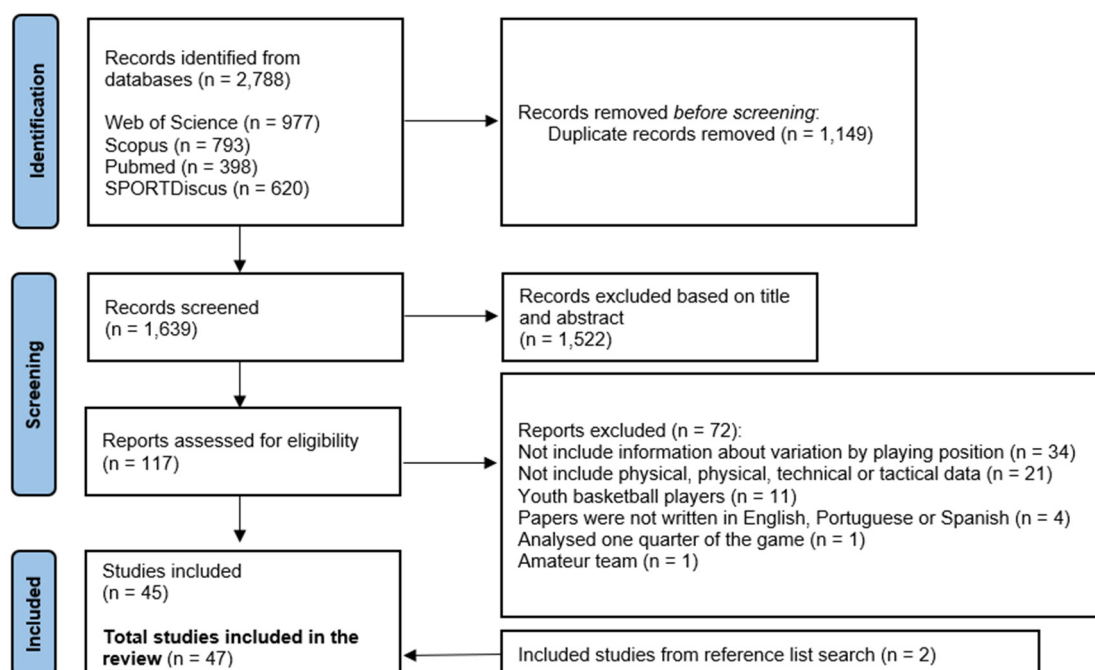 Identification
Records identified from
databases (n = 2,788)
Web of Science (n = 977)
Scopus (n = 793)
Pubmed (n = 398)
SPORTDiscus (n = 620)
Records removed before screening:
Duplicate records removed (n = 1,149)
Screening
Records screened
(n = 1,639)
Records excluded based on title
and abstract
(n = 1,522)
Reports assessed for eligibility
(n = 117)
Reports excluded (n = 72):
Not include information about variation by playing position (n = 34)
Not include physical, physical, technical or tactical data (n = 21)
Youth basketball players (n = 11)
Papers were not written in English, Portuguese or Spanish (n = 4)
Analysed one quarter of the game (n = 1)
Amateur team (n = 1)
Included
Studies included
(n = 45)
Total studies included in the
review (n = 47)
Included studies from reference list search (n = 2)